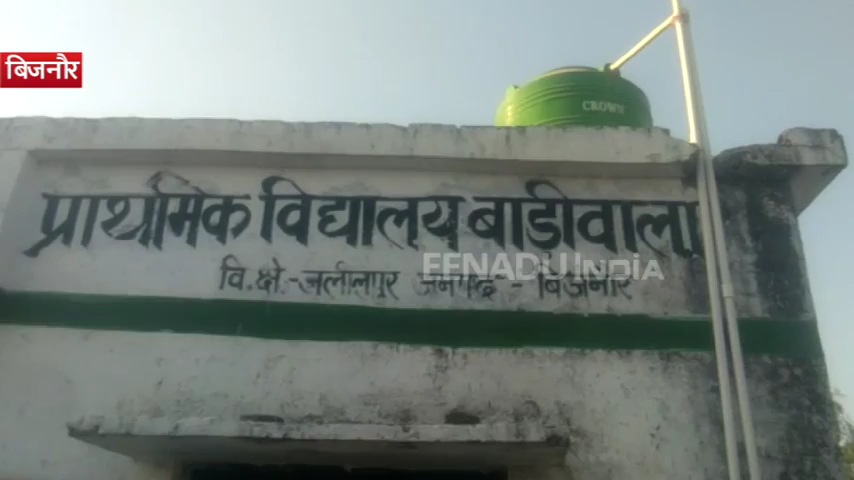 बिजनौर
CROWN
प्राथमिक विद्यालय बाड़ीवाला
वि.क्षे.-जलीलपुर जनपद - बिजनौर
EENADU INDIA